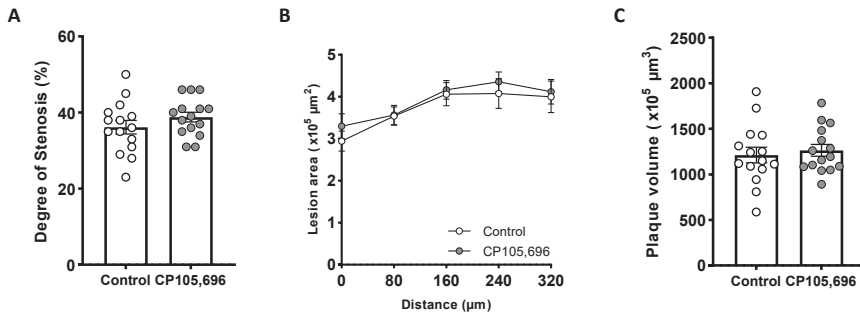 A
Degree of Stenosis (%)
60
40
20
0
Control CP105,696
B
Lesion area ( x10⁵ µm²)
5
4
3
2
1
0
Control
CP105,696
0 80 160 240 320
Distance (µm)
C
Plaque volume ( x10⁵ µm³)
2500
2000
1500
1000
500
0
Control CP105,696